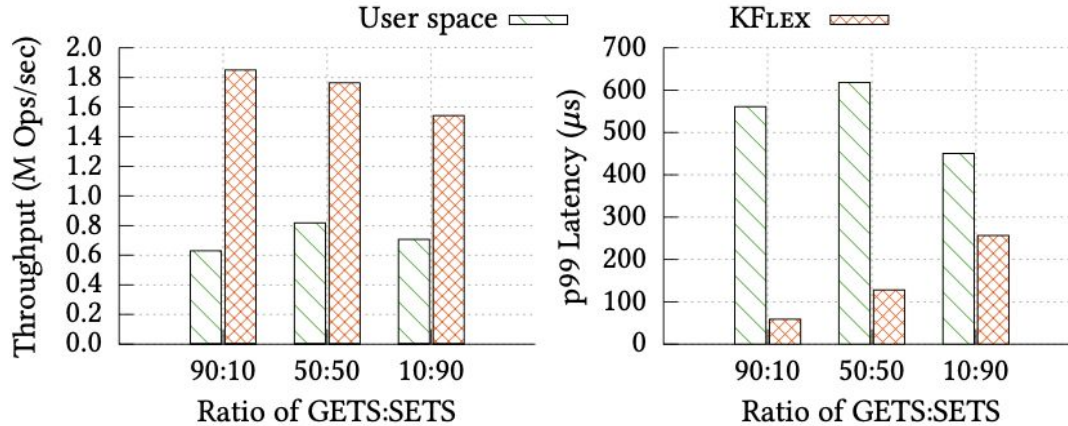 User space
KFLEX
Throughput (M Ops/sec)
2.0
1.8
1.6
1.4
1.2
1.0
0.8
0.6
0.4
0.2
0.0
90:10 50:50 10:90
Ratio of GETS:SETS
p99 Latency (μs)
700
600
500
400
300
200
100
0
90:10 50:50 10:90
Ratio of GETS:SETS